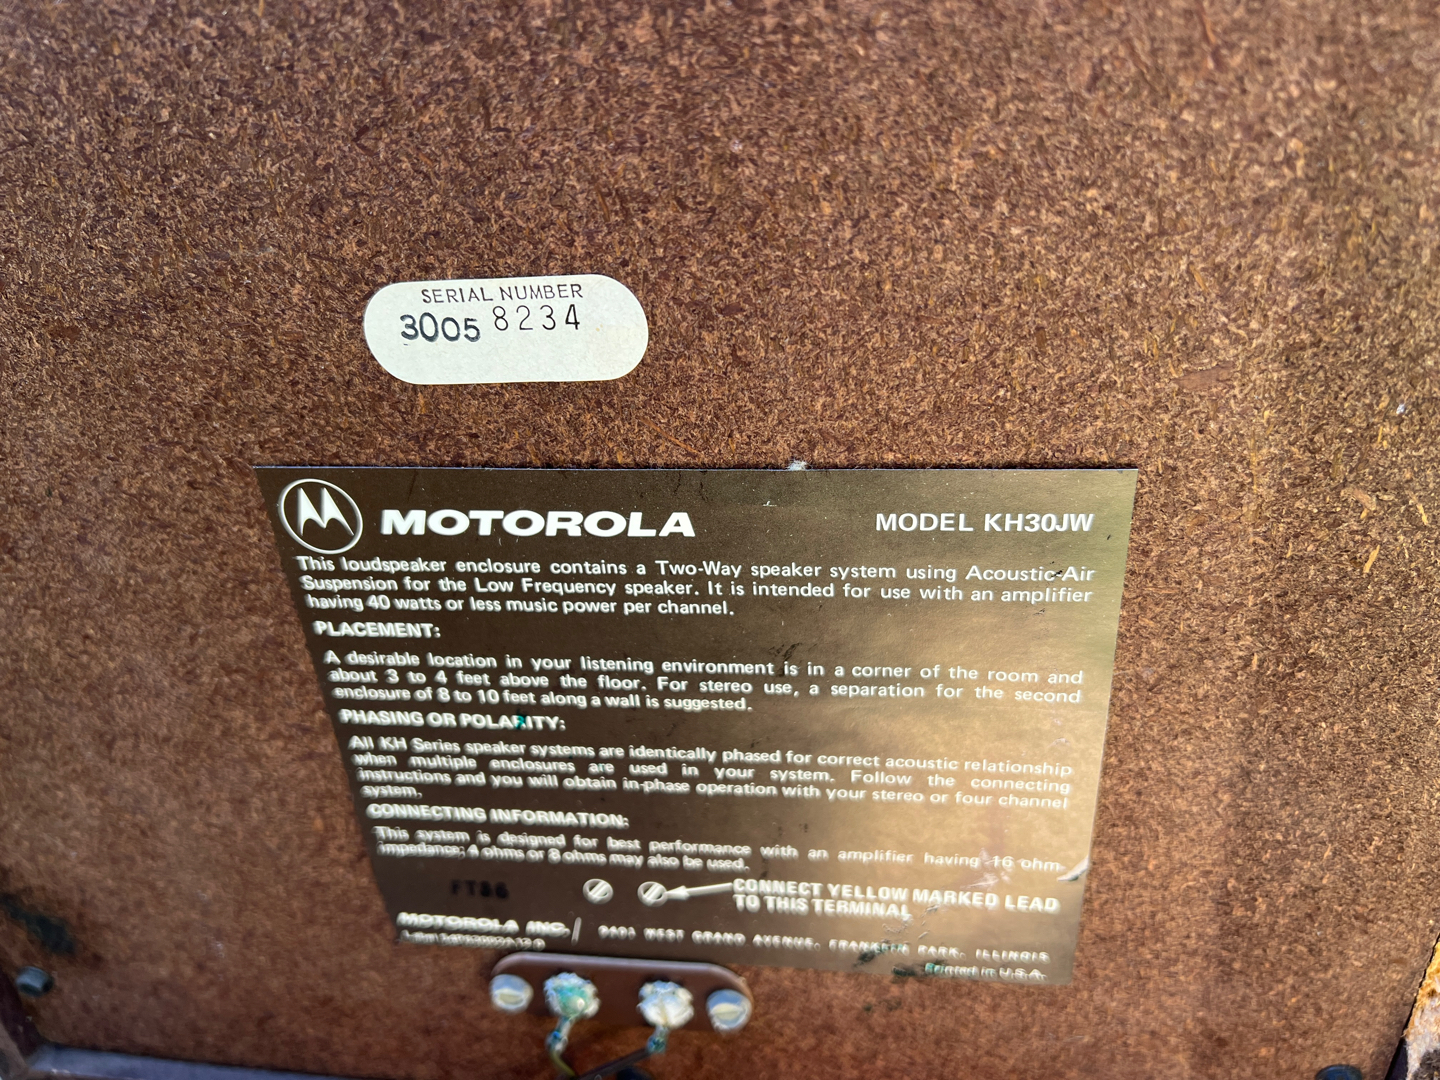 SERIAL NUMBER
3005 8234
MOTOROLA
MODEL KH30JW
This loudspeaker enclosure contains a Two-Way speaker system using Acoustic-Air
Suspension for the Low Frequency speaker. It is intended for use with an amplifier
having 40 watts or less music power per channel.
PLACEMENT:
A desirable location in your listening environment is in a corner of the room and
about 3 to 4 feet above the floor. For stereo use, a separation for the second
enclosure of 8 to 10 feet along a wall is suggested.
PHASING OR POLARITY:
All KH Series speaker systems are identically phased for correct acoustic relationship
when multiple enclosures are used in your system. Follow the connecting
instructions and you will obtain in-phase operation with your stereo or four channel
system.
CONNECTING INFORMATION:
This system is designed for best performance with an amplifier having 16 ohm
impedance; 4 ohms or 8 ohms may also be used.
CONNECT YELLOW MARKED LEAD
TO THIS TERMINAL
MOTOROLA INC. WEST GRAND AVENUE, FRANKLIN PARK, ILLINOIS
Printed in U.S.A.